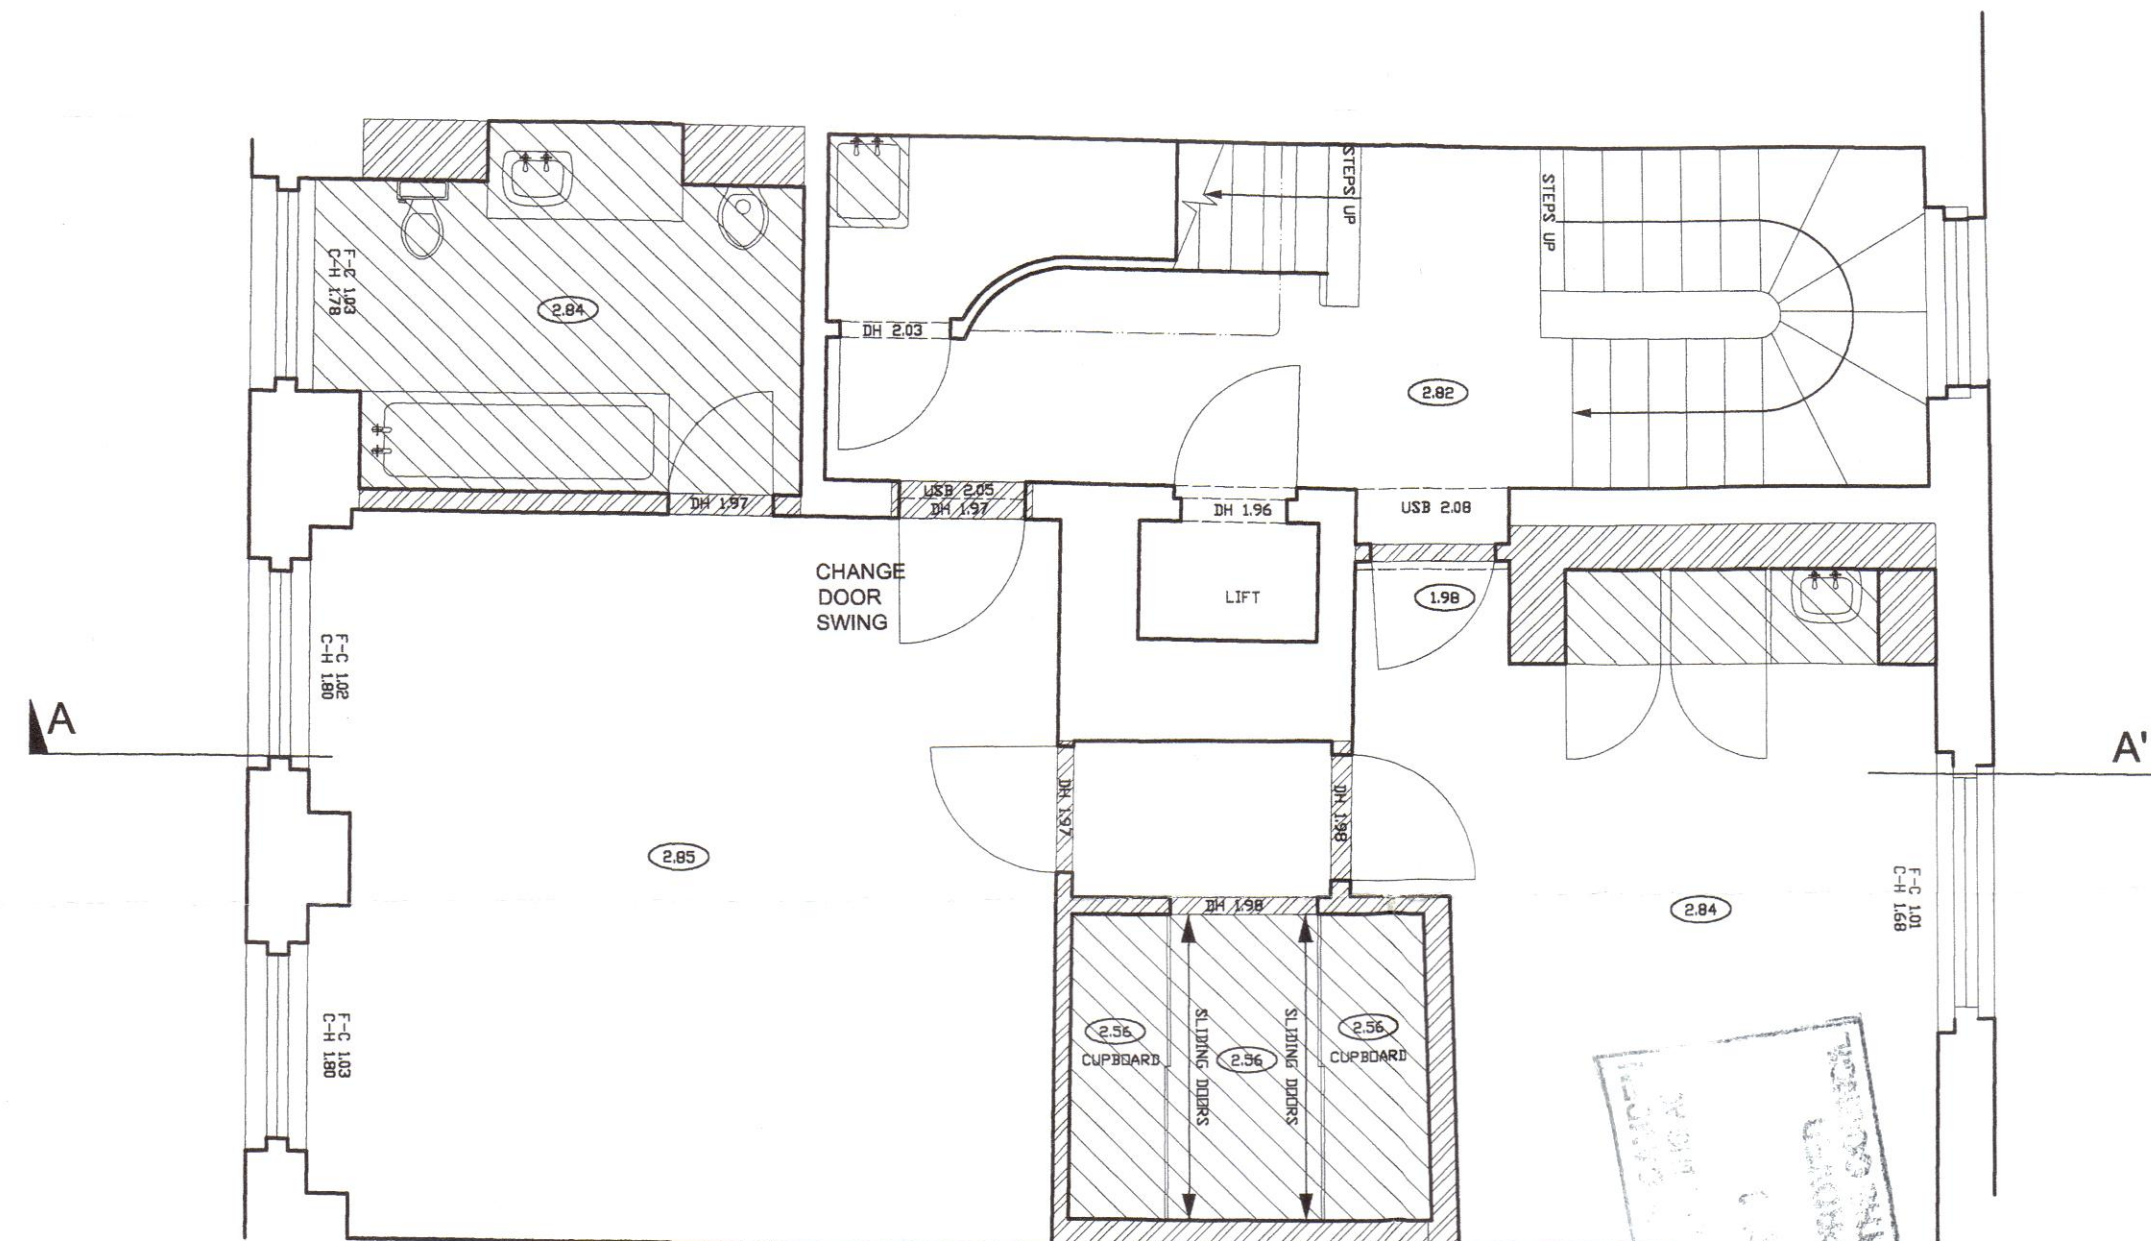 STEPS UP
STEPS UP
F-C 1.03
C-H 1.78
2.84
DH 2.03
2.82
DH 1.97
USB 2.05
DH 1.97
DH 1.96
USB 2.08
CHANGE
DOOR
SWING
LIFT
1.98
F-C 1.02
C-H 1.80
A
A'
DH 1.97
DH 1.98
2.85
DH 1.98
2.84
F-C 1.01
C-H 1.68
F-C 1.03
C-H 1.80
2.56
CUPBOARD
SLIDING DOORS
2.56
SLIDING DOORS
2.56
CUPBOARD